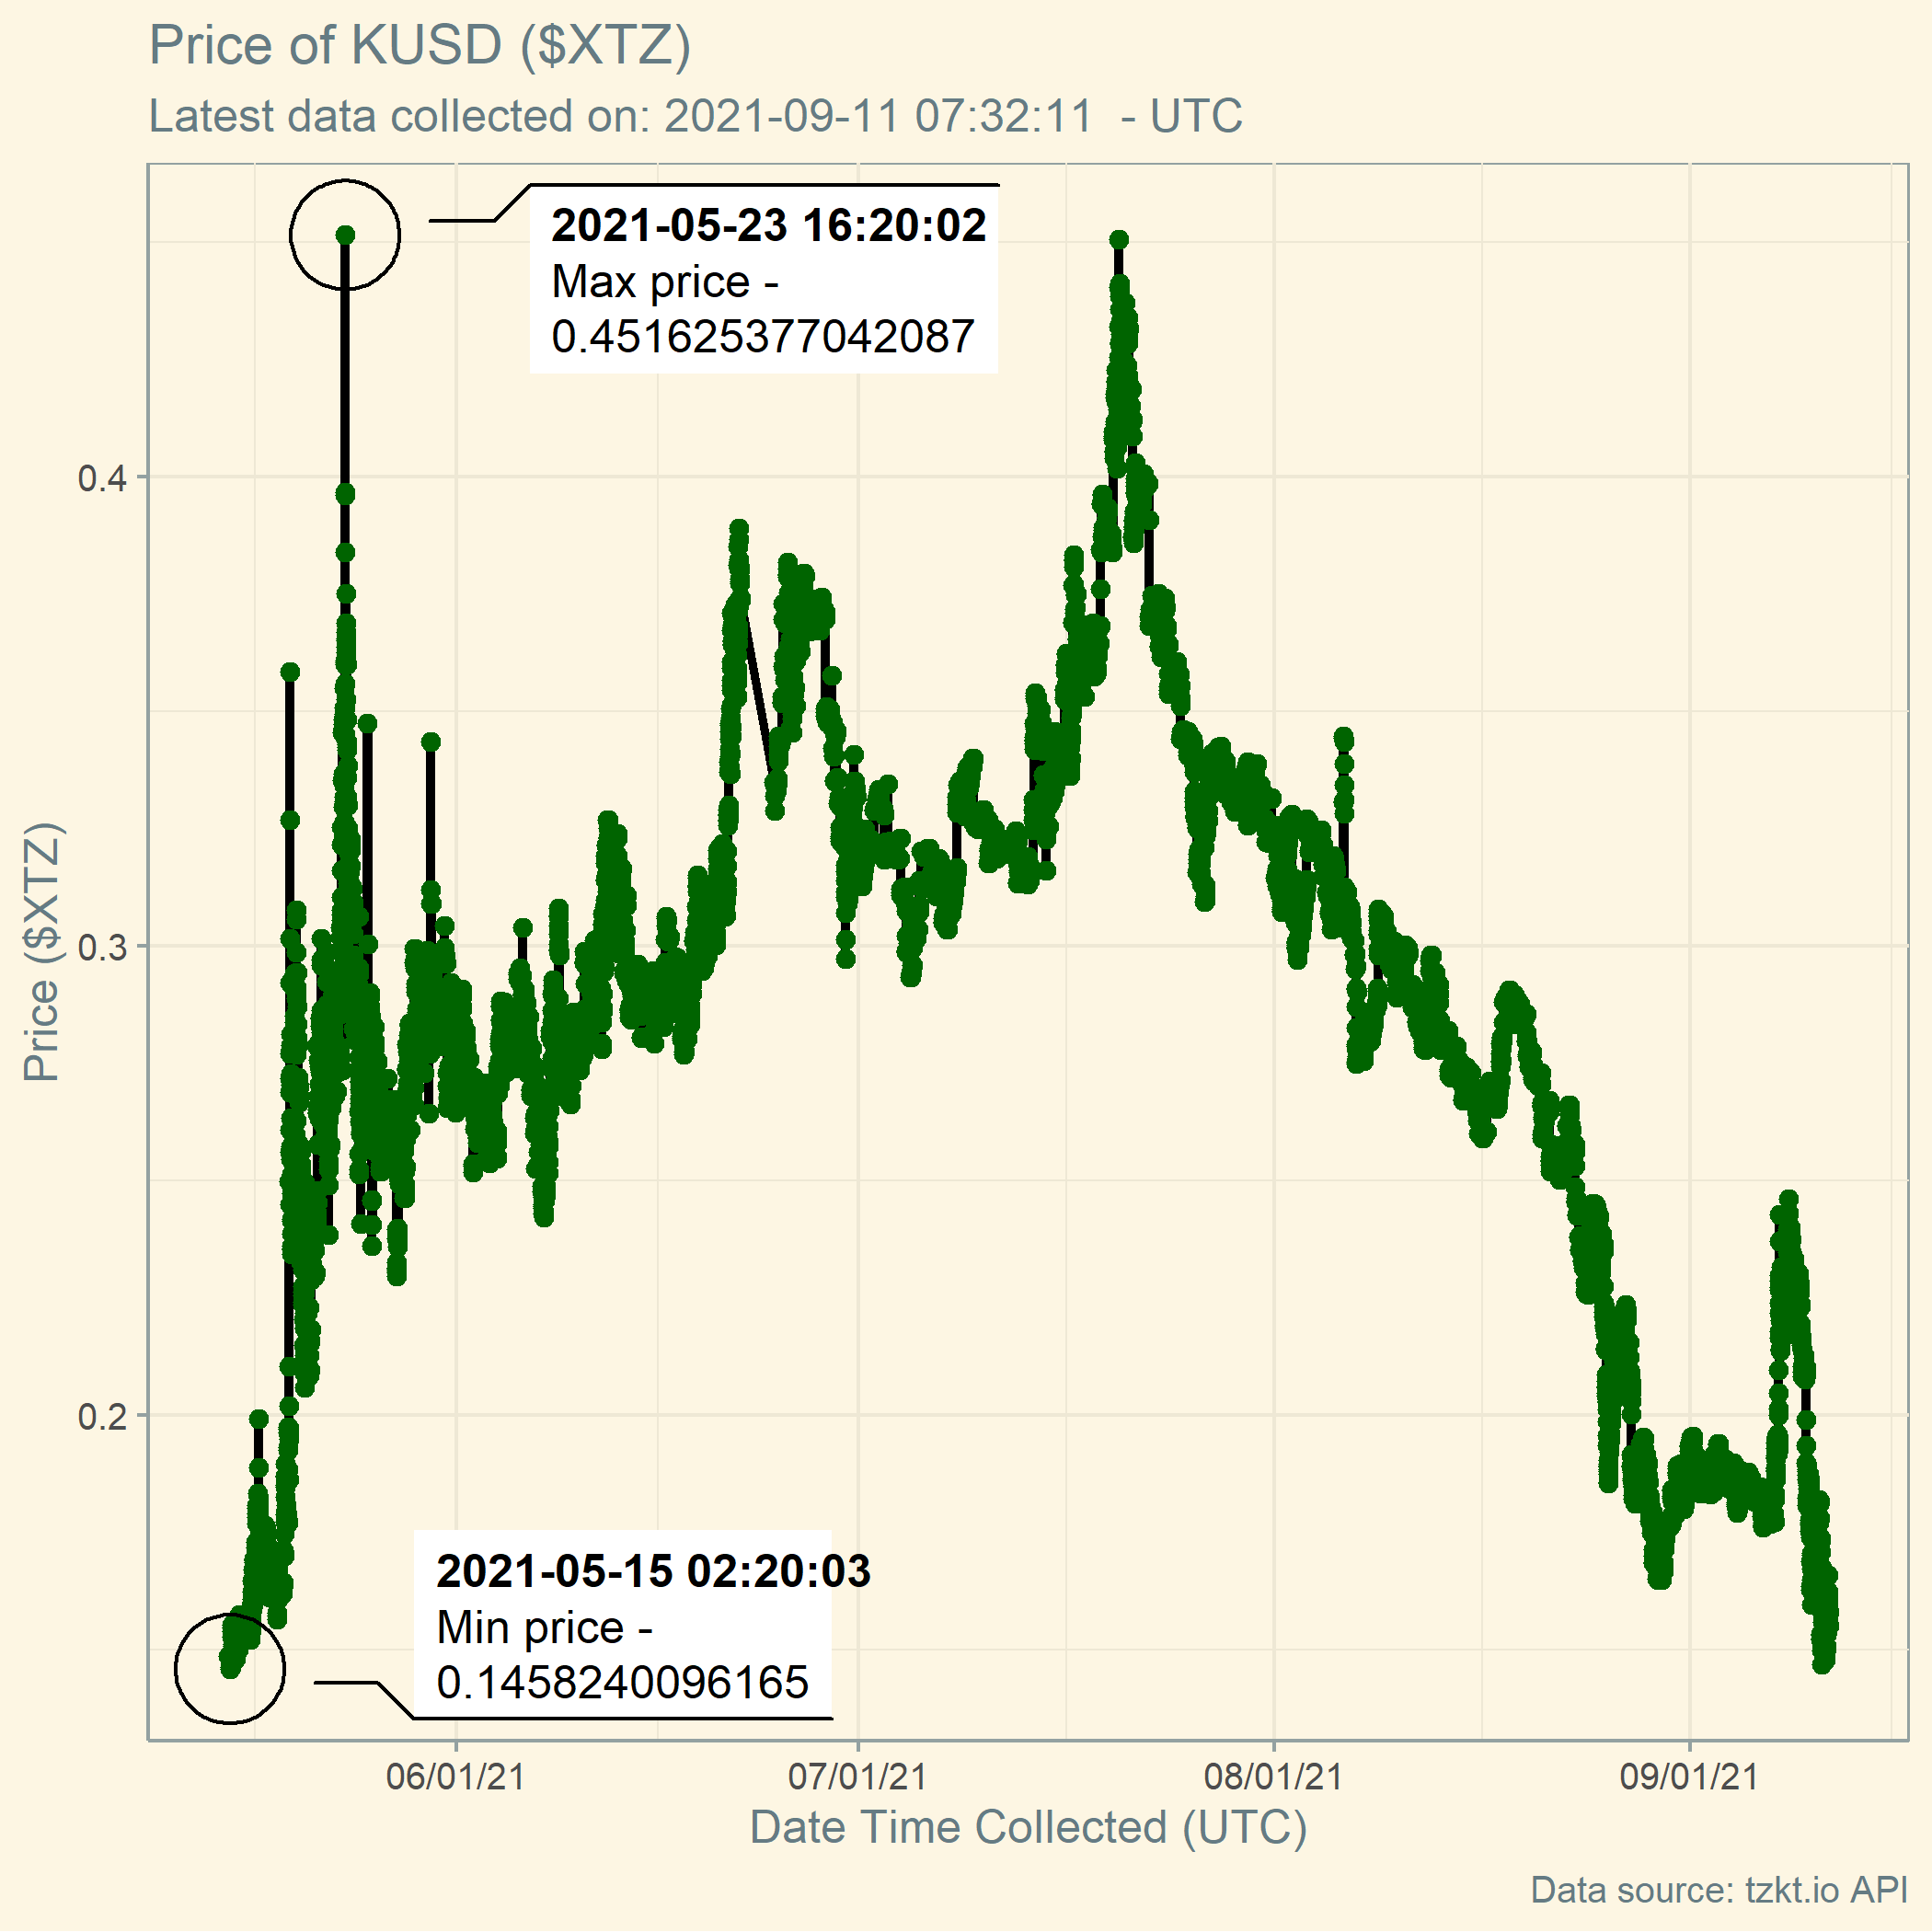 Price of KUSD ($XTZ)
Latest data collected on: 2021-09-11 07:32:11  - UTC
2021-05-23 16:20:02
Max price -
0.451625377042087
0.4
0.3
0.2
Price ($XTZ)
2021-05-15 02:20:03
Min price -
0.1458240096165
06/01/21
07/01/21
08/01/21
09/01/21
Date Time Collected (UTC)
Data source: tzkt.io API